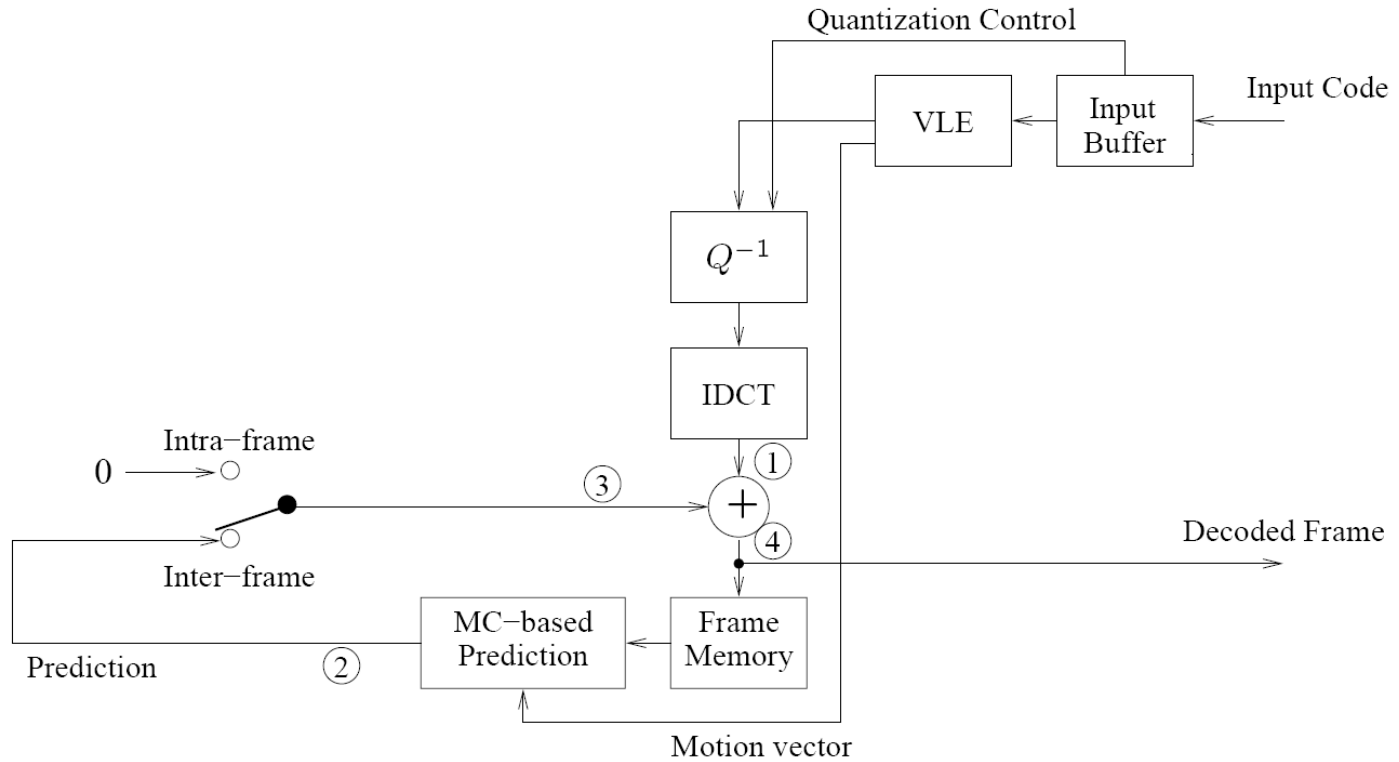 Quantization Control
Input Code
VLE
Input
Buffer
Q⁻¹
IDCT
Intra−frame
0
1
3
+
4
Decoded Frame
Inter−frame
MC−based
Prediction
Frame
Memory
Prediction
2
Motion vector